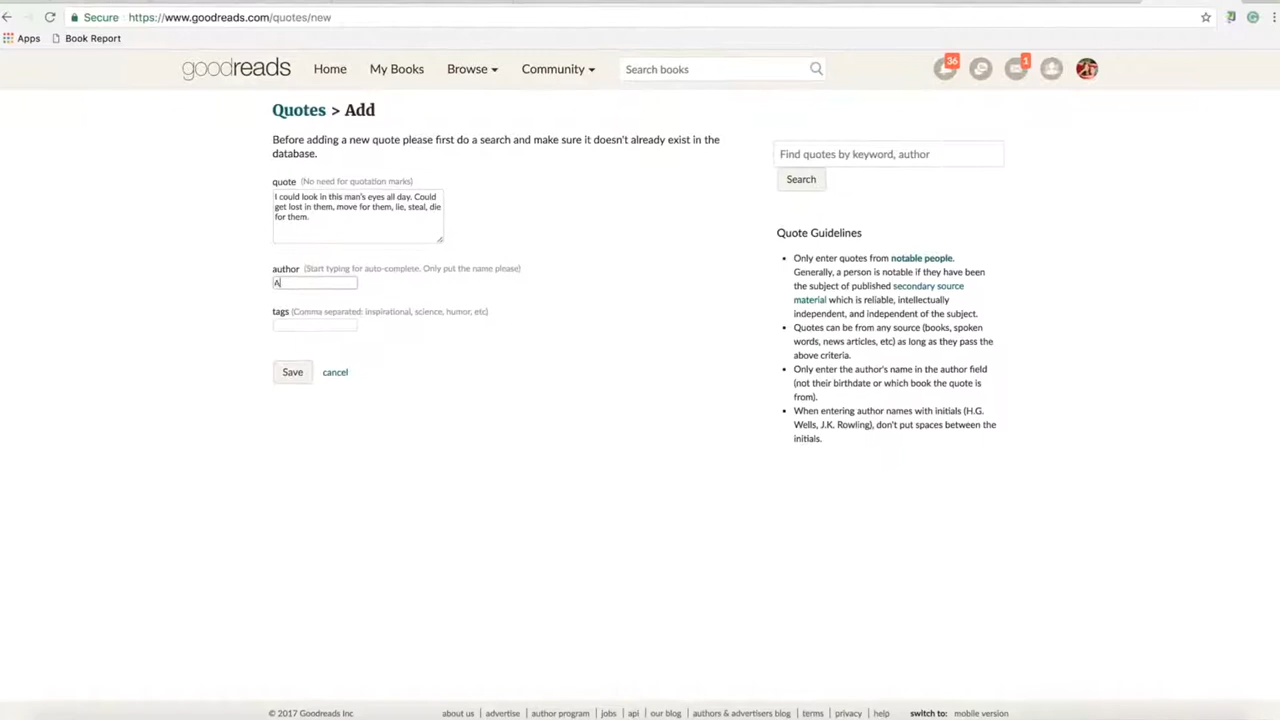 Secure https://www.goodreads.com/quotes/new
Apps Book Report
goodreads Home My Books Browse Community Search books 36 1
Quotes > Add
Before adding a new quote please first do a search and make sure it doesn't already exist in the
database.
quote (No need for quotation marks)
I could look in this man's eyes all day. Could
get lost in them, move for them, lie, steal, die
for them.
author (Start typing for auto-complete. Only put the name please)
A
tags (Comma separated: inspirational, science, humor, etc)
Save cancel
Find quotes by keyword, author
Search
Quote Guidelines
• Only enter quotes from notable people.
Generally, a person is notable if they have been
the subject of published secondary source
material which is reliable, intellectually
independent, and independent of the subject.
• Quotes can be from any source (books, spoken
words, news articles, etc) as long as they pass the
above criteria.
• Only enter the author's name in the author field
(not their birthdate or which book the quote is
from).
• When entering author names with initials (H.G.
Wells, J.K. Rowling), don't put spaces between the
initials.
© 2017 Goodreads Inc about us | advertise | author program | jobs | api | our blog | authors & advertisers blog | terms | privacy | help switch to: mobile version